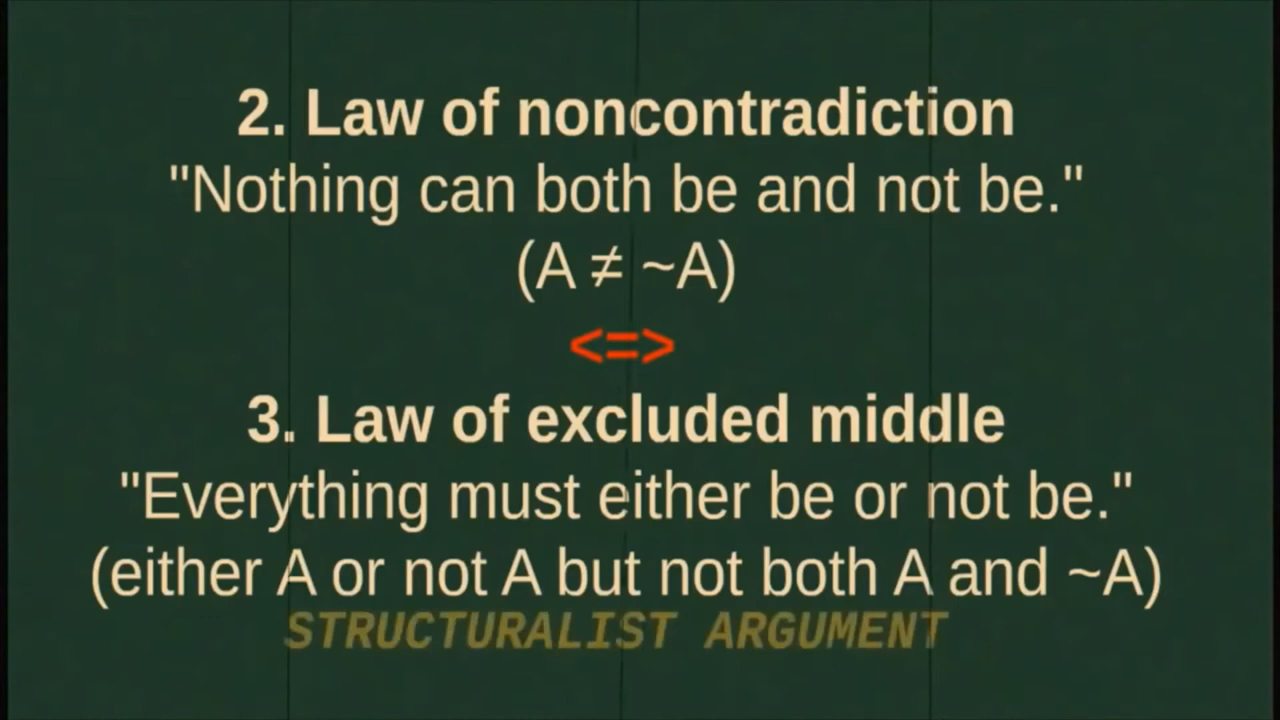 2. Law of noncontradiction
"Nothing can both be and not be."
(A ≠ ~A)
<=>
3. Law of excluded middle
"Everything must either be or not be."
(either A or not A but not both A and ~A)
STRUCTURALIST ARGUMENT